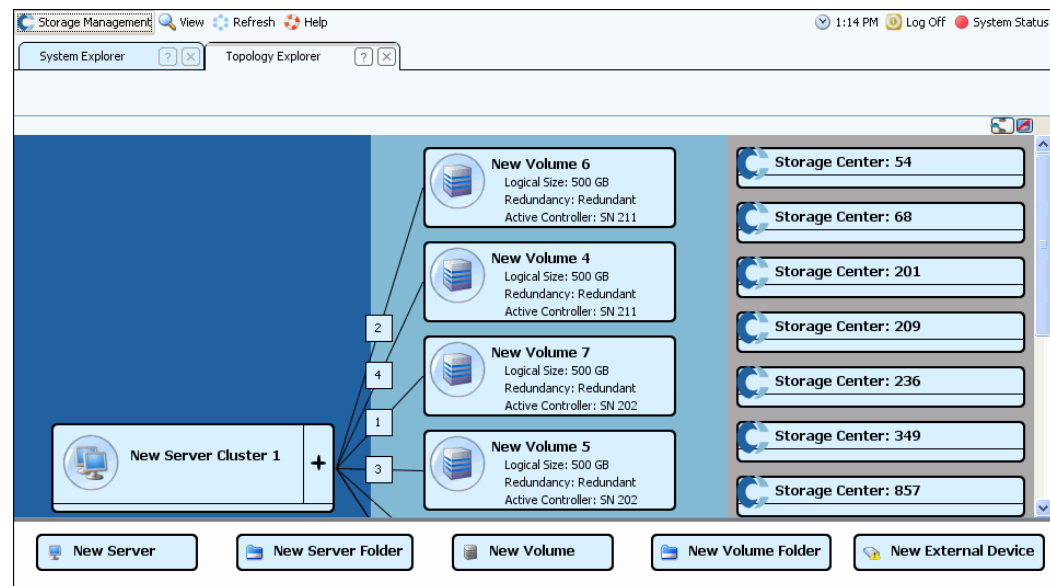 Storage Management View Refresh Help 1:14 PM Log Off System Status
System Explorer ? Topology Explorer ?
New Volume 6
Logical Size: 500 GB
Redundancy: Redundant
Active Controller: SN 211
New Volume 4
Logical Size: 500 GB
Redundancy: Redundant
Active Controller: SN 211
New Volume 7
Logical Size: 500 GB
Redundancy: Redundant
Active Controller: SN 202
New Volume 5
Logical Size: 500 GB
Redundancy: Redundant
Active Controller: SN 202
2
4
1
3
New Server Cluster 1 +
Storage Center: 54
Storage Center: 68
Storage Center: 201
Storage Center: 209
Storage Center: 236
Storage Center: 349
Storage Center: 857
New Server New Server Folder New Volume New Volume Folder New External Device